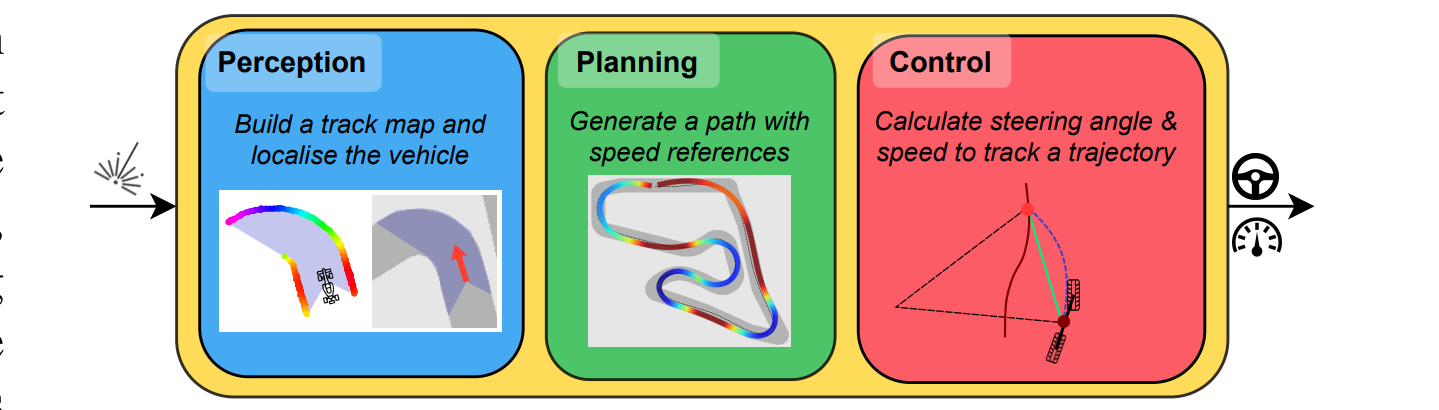 Perception
Build a track map and
localise the vehicle
Planning
Generate a path with
speed references
Control
Calculate steering angle &
speed to track a trajectory